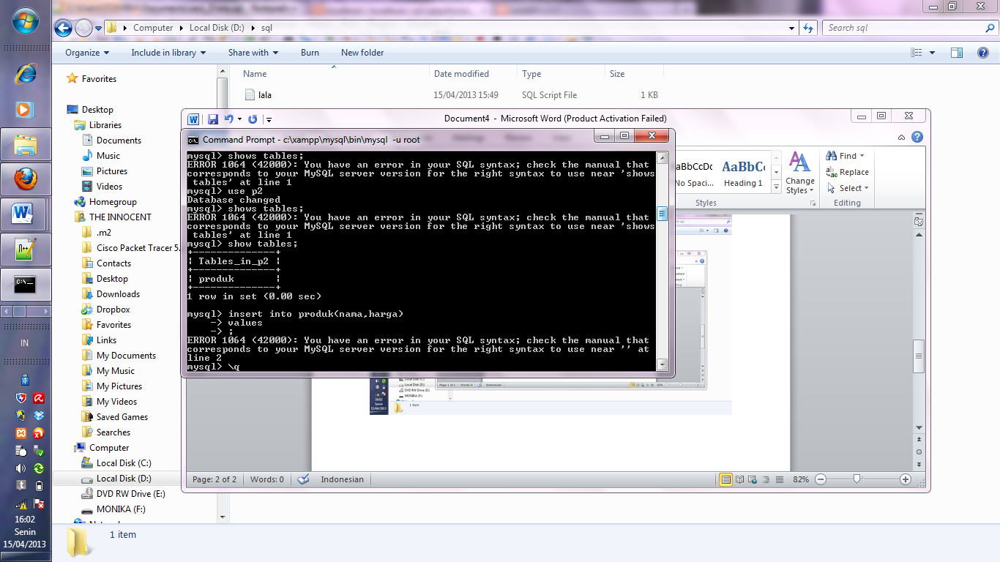 Computer ▸ Local Disk (D:) ▸ sql
Search sql
Organize
Include in library
Share with
Burn
New folder
Favorites
Desktop
Libraries
Documents
Music
Pictures
Videos
Homegroup
THE INNOCENT
.m2
Cisco Packet Tracer 5.
Contacts
Desktop
Downloads
Dropbox
Favorites
Links
My Documents
My Music
My Pictures
My Videos
Saved Games
Searches
Computer
Local Disk (C:)
Local Disk (D:)
DVD RW Drive (E:)
MONIKA (F:)
Name Date modified Type Size
lala 15/04/2013 15:49 SQL Script File 1 KB
Document4 - Microsoft Word (Product Activation Failed)
Command Prompt - c:\xampp\mysql\bin\mysql -u root
mysql> shows tables;
ERROR 1064 (42000): You have an error in your SQL syntax; check the manual that
corresponds to your MySQL server version for the right syntax to use near 'shows
tables' at line 1
mysql> use p2
Database changed
mysql> shows tables;
ERROR 1064 (42000): You have an error in your SQL syntax; check the manual that
corresponds to your MySQL server version for the right syntax to use near 'shows
tables' at line 1
mysql> show tables;
+--------------+
| Tables_in_p2 |
+--------------+
| produk |
+--------------+
1 row in set (0.00 sec)
mysql> insert into produk(nama,harga)
-> values
-> ;
ERROR 1064 (42000): You have an error in your SQL syntax; check the manual that
corresponds to your MySQL server version for the right syntax to use near '' at
line 2
mysql> \q
AaBbCcDc
AaBbC
No Spaci...
Heading 1
Change
Styles
Styles
Find
Replace
Select
Editing
Page: 2 of 2
Words: 0
Indonesian
82%
DVD RW Drive (E:)
MONIKA (F:)
1 item
16:02
Senin
15/04/2013
1 item
IN
16:02
Senin
15/04/2013